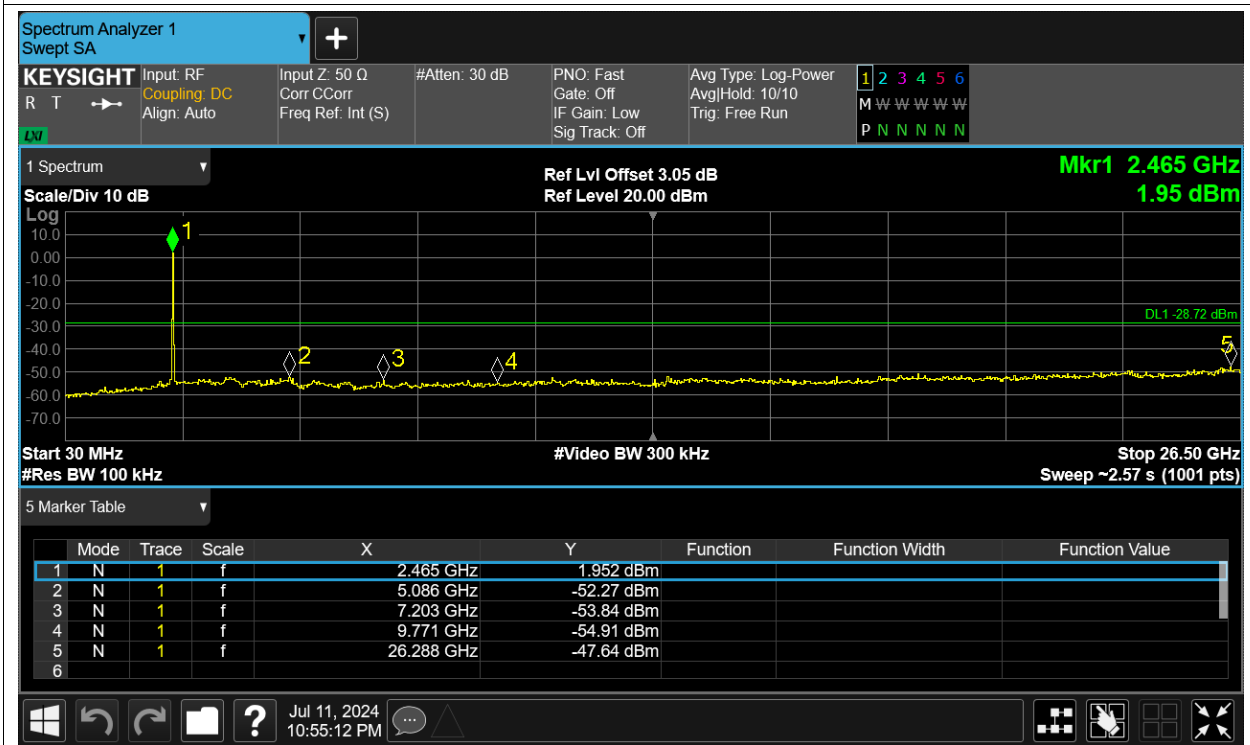 Spectrum Analyzer 1
Swept SA
KEYSIGHT
R T
LXI
Input: RF
Coupling: DC
Align: Auto
Input Z: 50 Ω
Corr CCorr
Freq Ref: Int (S)
#Atten: 30 dB
PNO: Fast
Gate: Off
IF Gain: Low
Sig Track: Off
Avg Type: Log-Power
Avg|Hold: 10/10
Trig: Free Run
1 2 3 4 5 6
M W W W W W
P N N N N N
1 Spectrum
Scale/Div 10 dB
Ref Lvl Offset 3.05 dB
Ref Level 20.00 dBm
Mkr1 2.465 GHz
1.95 dBm
Log
10.0
0.00
-10.0
-20.0
-30.0
-40.0
-50.0
-60.0
-70.0
1
2
3
4
5
DL1 -28.72 dBm
Start 30 MHz
#Video BW 300 kHz
Stop 26.50 GHz
#Res BW 100 kHz
Sweep ~2.57 s (1001 pts)
5 Marker Table
Mode Trace Scale X Y Function Function Width Function Value
1 N 1 f 2.465 GHz 1.952 dBm
2 N 1 f 5.086 GHz -52.27 dBm
3 N 1 f 7.203 GHz -53.84 dBm
4 N 1 f 9.771 GHz -54.91 dBm
5 N 1 f 26.288 GHz -47.64 dBm
6
?
Jul 11, 2024
10:55:12 PM